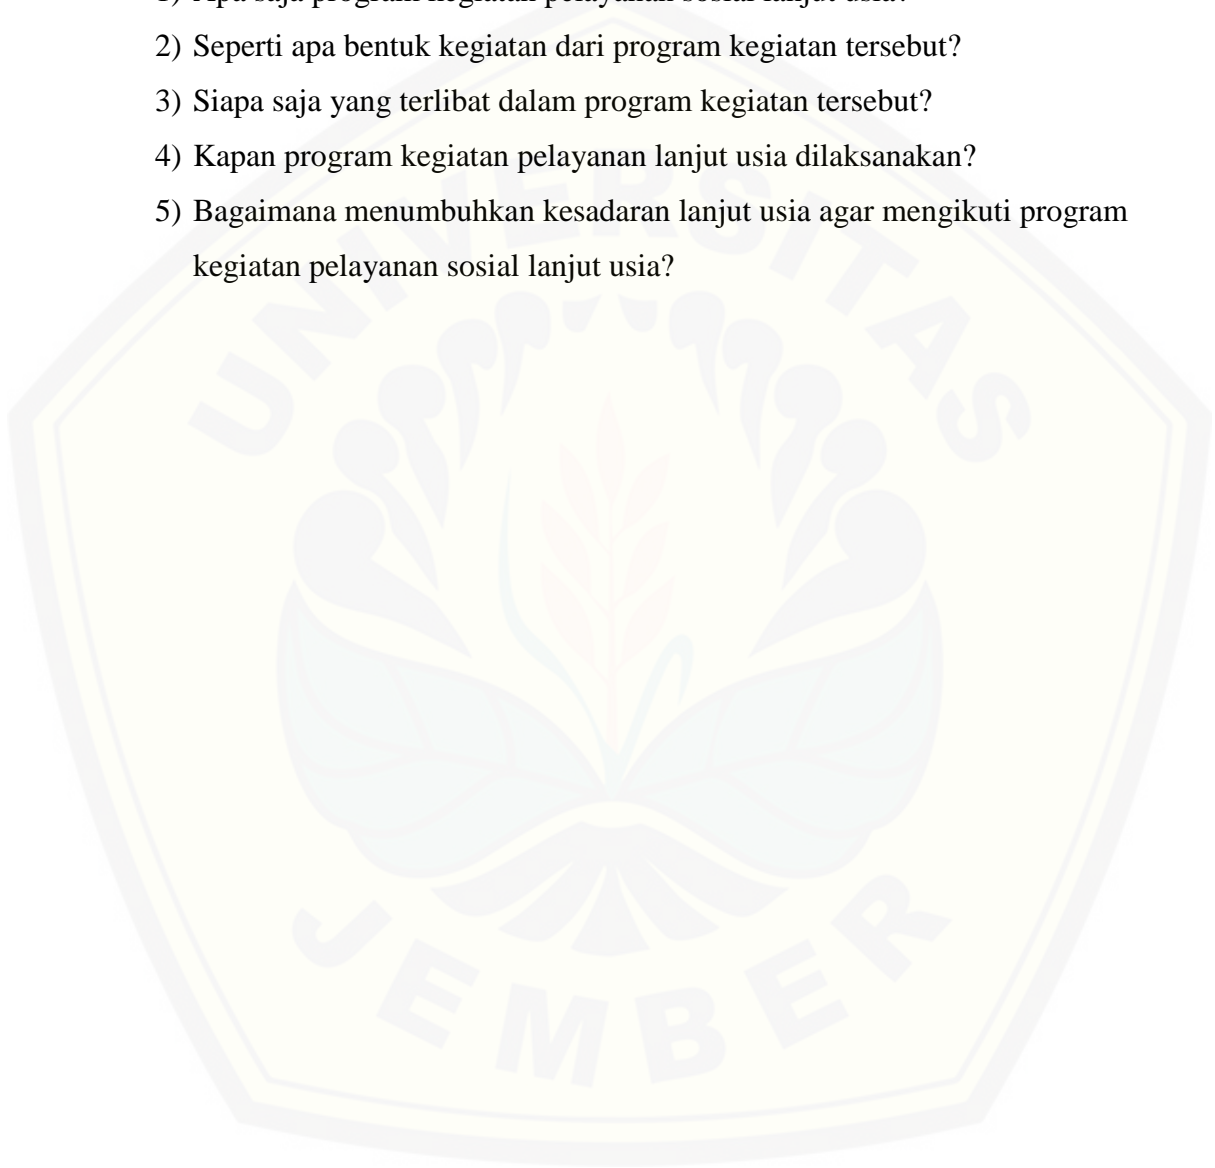 2) Seperti apa bentuk kegiatan dari program kegiatan tersebut?
3) Siapa saja yang terlibat dalam program kegiatan tersebut?
4) Kapan program kegiatan pelayanan lanjut usia dilaksanakan?
5) Bagaimana menumbuhkan kesadaran lanjut usia agar mengikuti program
kegiatan pelayanan sosial lanjut usia?
UNIVERSITAS
JEMBER